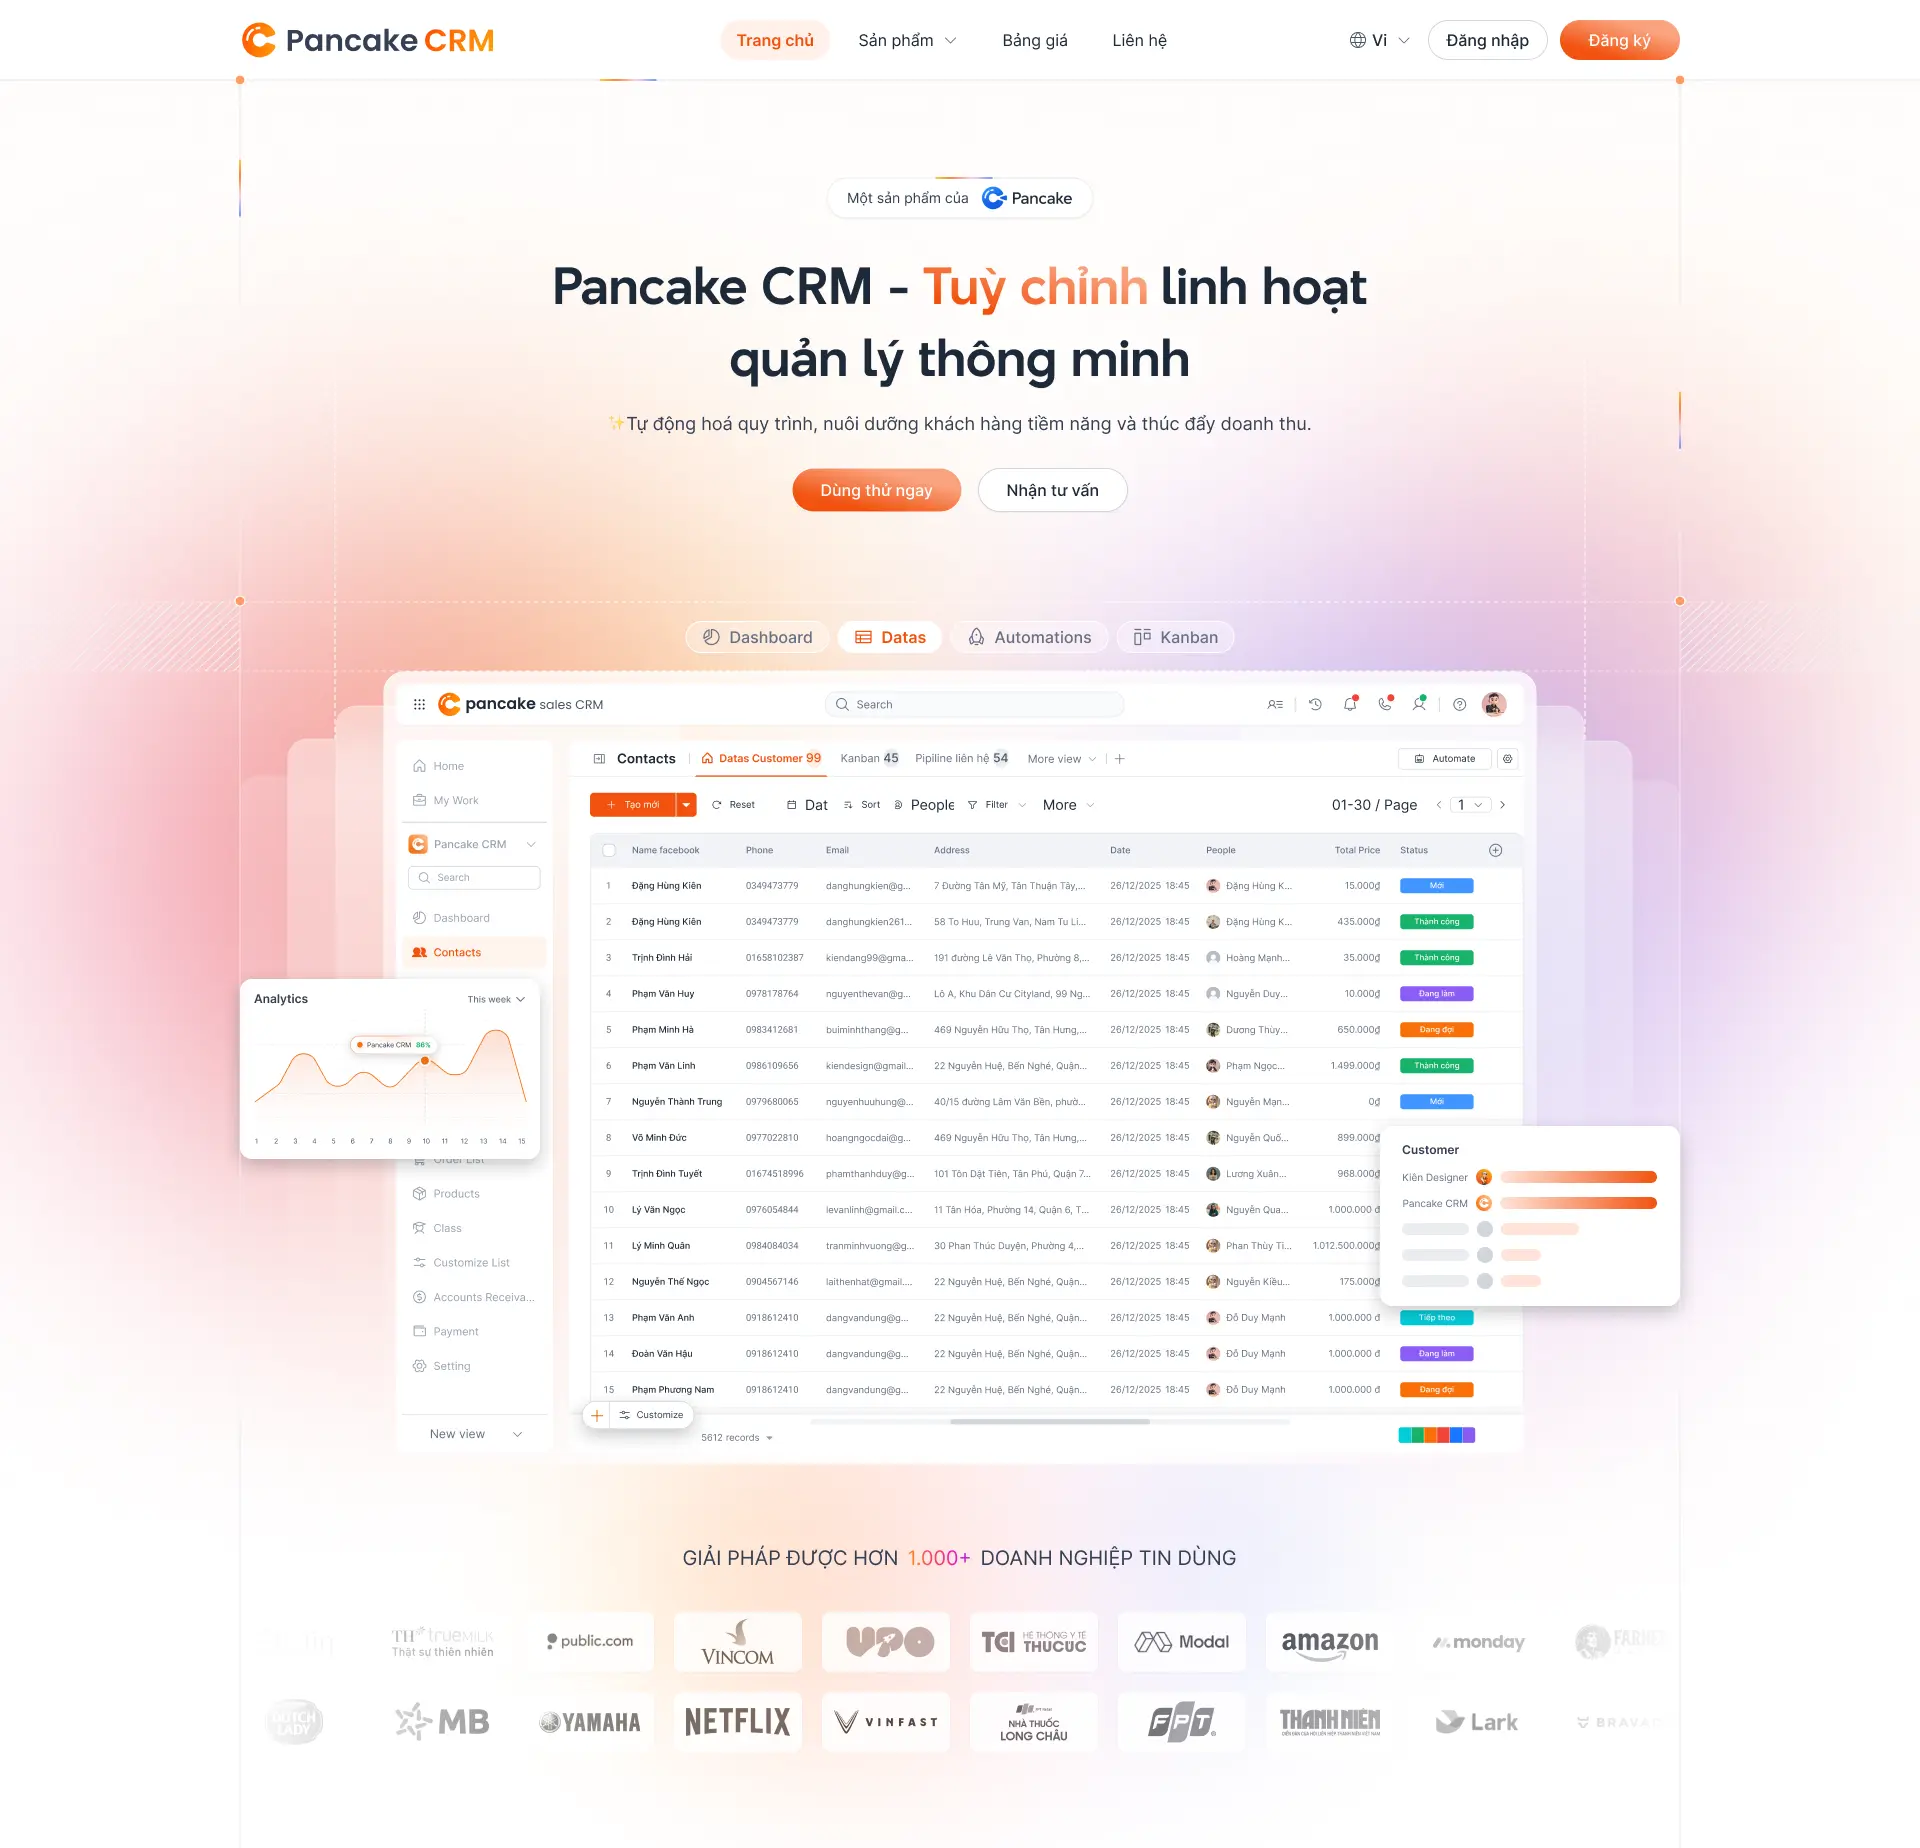 Pancake CRM
Trang chủ
Sản phẩm
Bảng giá
Liên hệ
Vi
Đăng nhập
Đăng ký
Một sản phẩm của Pancake
Pancake CRM - Tuỳ chỉnh linh hoạt
quản lý thông minh
✨Tự động hoá quy trình, nuôi dưỡng khách hàng tiềm năng và thúc đẩy doanh thu.
Dùng thử ngay
Nhận tư vấn
Dashboard
Datas
Automations
Kanban
pancake sales CRM
Search
Home
My Work
Pancake CRM
Search
Dashboard
Contacts
Analytics
This week
Pancake CRM 86%
1 2 3 4 5 6 7 8 9 10 11 12 13 14 15
Order List
Products
Class
Customize List
Accounts Receiva...
Payment
Setting
New view
Contacts
Datas Customer 99
Kanban 45
Pipiline liên hệ 54
More view
Automate
Tạo mới
Reset
Dat
Sort
People
Filter
More
01-30 / Page
1
Name facebook Phone Email Address Date People Total Price Status
1 Đặng Hùng Kiên 0349473779 danghungkien@g... 7 Đường Tân Mỹ, Tân Thuận Tây,... 26/12/2025 18:45 Đặng Hùng K... 15.000₫ Mới
2 Đặng Hùng Kiên 0349473779 danghungkien261... 58 To Huu, Trung Van, Nam Tu Li... 26/12/2025 18:45 Đặng Hùng K... 435.000₫ Thành công
3 Trịnh Đình Hải 01658102387 kiendang99@gma... 191 đường Lê Văn Thọ, Phường 8,... 26/12/2025 18:45 Hoàng Mạnh... 35.000₫ Thành công
4 Phạm Văn Huy 0978178764 nguyenthevan@g... Lô A, Khu Dân Cư Cityland, 99 Ng... 26/12/2025 18:45 Nguyễn Duy... 10.000₫ Đang làm
5 Phạm Minh Hà 0983412681 buiminhthang@g... 469 Nguyễn Hữu Thọ, Tân Hưng,... 26/12/2025 18:45 Dương Thùy... 650.000₫ Đang đợi
6 Phạm Văn Linh 0986109656 kiendesign@gmail... 22 Nguyễn Huệ, Bến Nghé, Quận... 26/12/2025 18:45 Phạm Ngọc... 1.499.000₫ Thành công
7 Nguyễn Thành Trung 0979680065 nguyenhuuhung@... 40/15 đường Lâm Văn Bền, phườ... 26/12/2025 18:45 Nguyễn Mạn... 0₫ Mới
8 Võ Minh Đức 0977022810 hoangngocdai@g... 469 Nguyễn Hữu Thọ, Tân Hưng,... 26/12/2025 18:45 Nguyễn Quố... 899.000₫
9 Trịnh Đình Tuyết 01674518996 phamthanhduy@g... 101 Tôn Dật Tiên, Tân Phú, Quận 7... 26/12/2025 18:45 Lương Xuân... 968.000₫
10 Lý Văn Ngọc 0976054844 levanlinh@gmail.c... 11 Tân Hóa, Phường 14, Quận 6, T... 26/12/2025 18:45 Nguyễn Qua... 1.000.000 ₫
11 Lý Minh Quân 0984084034 tranminhvuong@g... 30 Phan Thúc Duyện, Phường 4,... 26/12/2025 18:45 Phan Thùy Ti... 1.012.500.000₫
12 Nguyễn Thế Ngọc 0904567146 laithenhat@gmail.... 22 Nguyễn Huệ, Bến Nghé, Quận... 26/12/2025 18:45 Nguyễn Kiều... 175.000₫
13 Phạm Văn Anh 0918612410 dangvandung@g... 22 Nguyễn Huệ, Bến Nghé, Quận... 26/12/2025 18:45 Đỗ Duy Mạnh 1.000.000 đ Tiếp theo
14 Đoàn Văn Hậu 0918612410 dangvandung@g... 22 Nguyễn Huệ, Bến Nghé, Quận... 26/12/2025 18:45 Đỗ Duy Mạnh 1.000.000 đ Đang làm
15 Phạm Phương Nam 0918612410 dangvandung@g... 22 Nguyễn Huệ, Bến Nghé, Quận... 26/12/2025 18:45 Đỗ Duy Mạnh 1.000.000 đ Đang đợi
Customer
Kiên Designer
Pancake CRM
Customize
5612 records
GIẢI PHÁP ĐƯỢC HƠN 1.000+ DOANH NGHIỆP TIN DÙNG
TH true MILK
Thật sự thiên nhiên
public.com
VINCOM
UPO
TCI HỆ THỐNG Y TẾ THUCUC
Modal
amazon
monday
DUTCH LADY
MB
YAMAHA
NETFLIX
VINFAST
NHÀ THUỐC
LONG CHÂU
FPT
THANH NIÊN
Lark